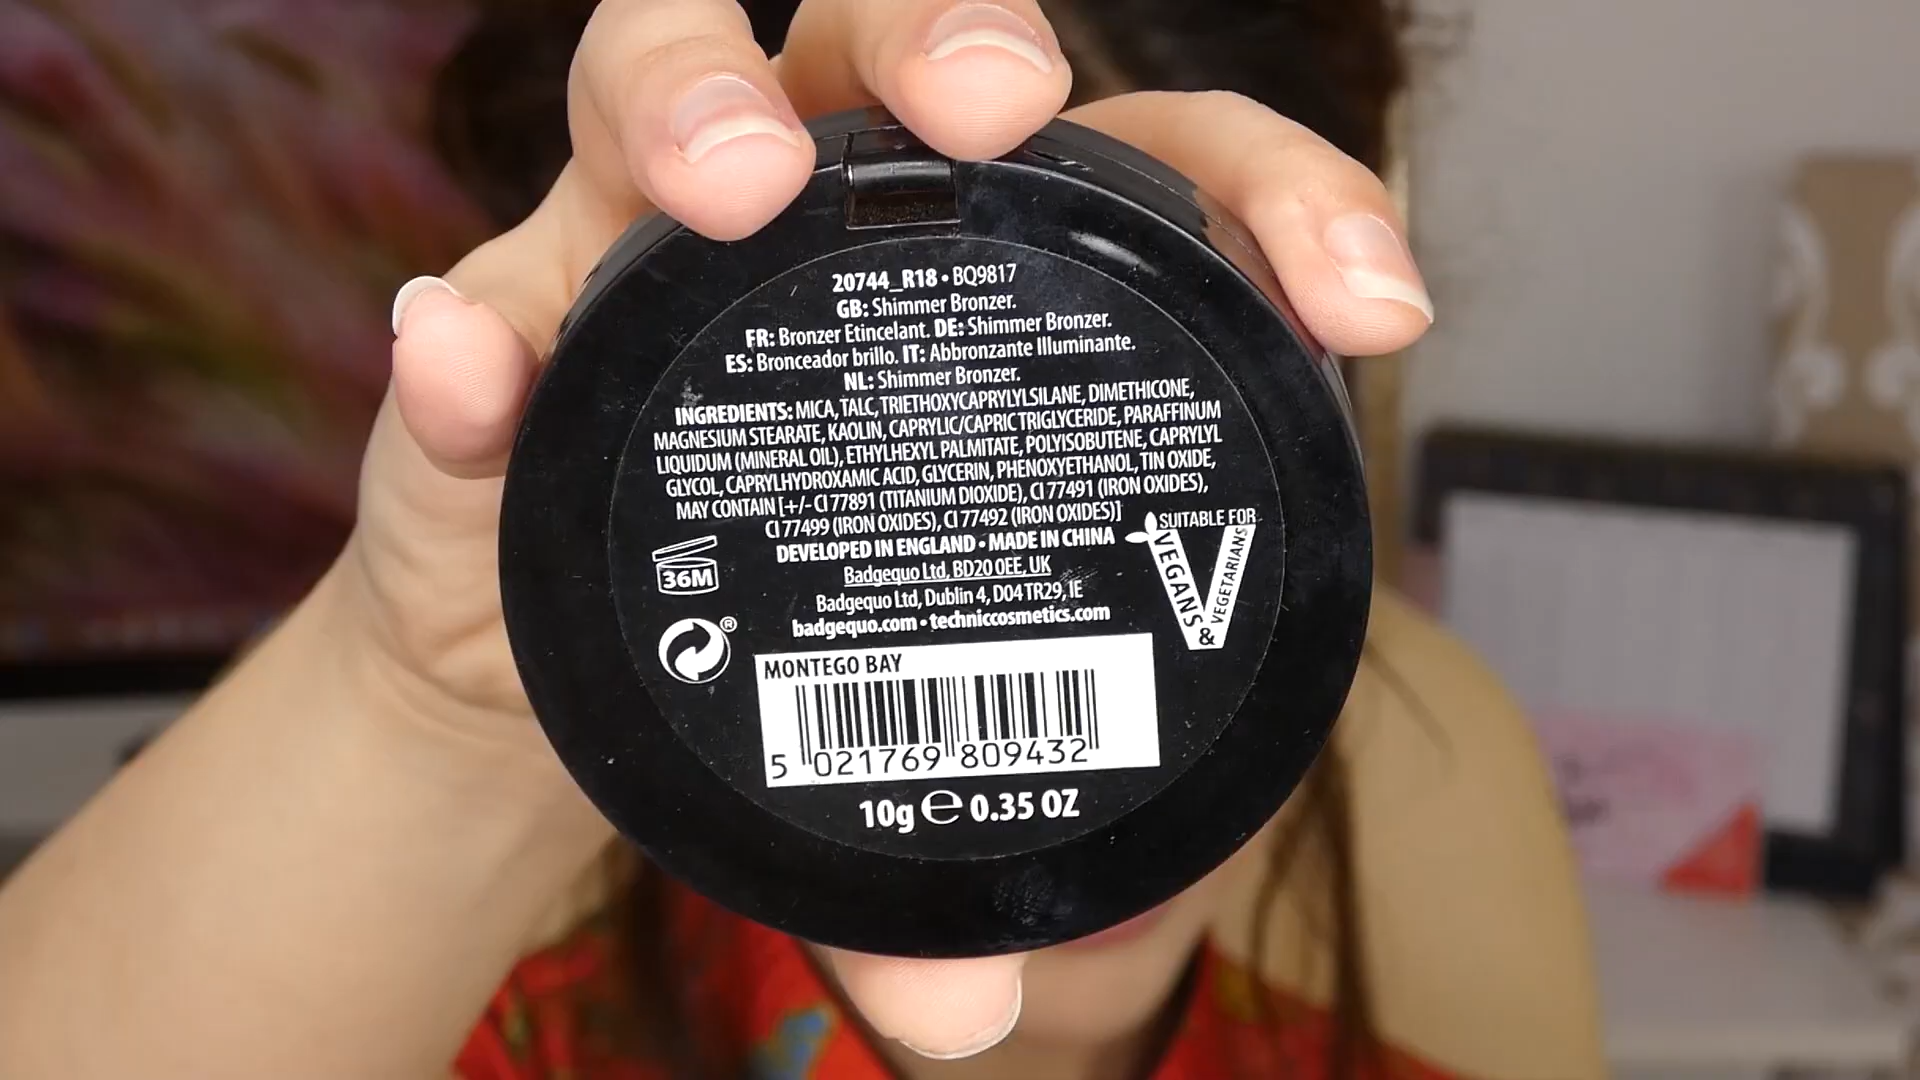 20744_R18 • BQ9817
GB: Shimmer Bronzer.
FR: Bronzer Etincelant. DE: Shimmer Bronzer.
ES: Bronceador brillo. IT: Abbronzante Illuminante.
NL: Shimmer Bronzer.
INGREDIENTS: MICA, TALC, TRIETHOXYCAPRYLYLSILANE, DIMETHICONE,
MAGNESIUM STEARATE, KAOLIN, CAPRYLIC/CAPRIC TRIGLYCERIDE, PARAFFINUM
LIQUIDUM (MINERAL OIL), ETHYLHEXYL PALMITATE, POLYISOBUTENE, CAPRYLYL
GLYCOL, CAPRYLHYDROXAMIC ACID, GLYCERIN, PHENOXYETHANOL, TIN OXIDE,
MAY CONTAIN [+/- CI 77891 (TITANIUM DIOXIDE), CI 77491 (IRON OXIDES),
CI 77499 (IRON OXIDES), CI 77492 (IRON OXIDES)]
DEVELOPED IN ENGLAND • MADE IN CHINA
Badgequo Ltd, BD20 0EE, UK
Badgequo Ltd, Dublin 4, D04 TR29, IE
badgequo.com • techniccosmetics.com
36M
®
SUITABLE FOR
VEGANS
&
VEGETARIANS
MONTEGO BAY
5 021769 809432
10g ℮ 0.35 OZ